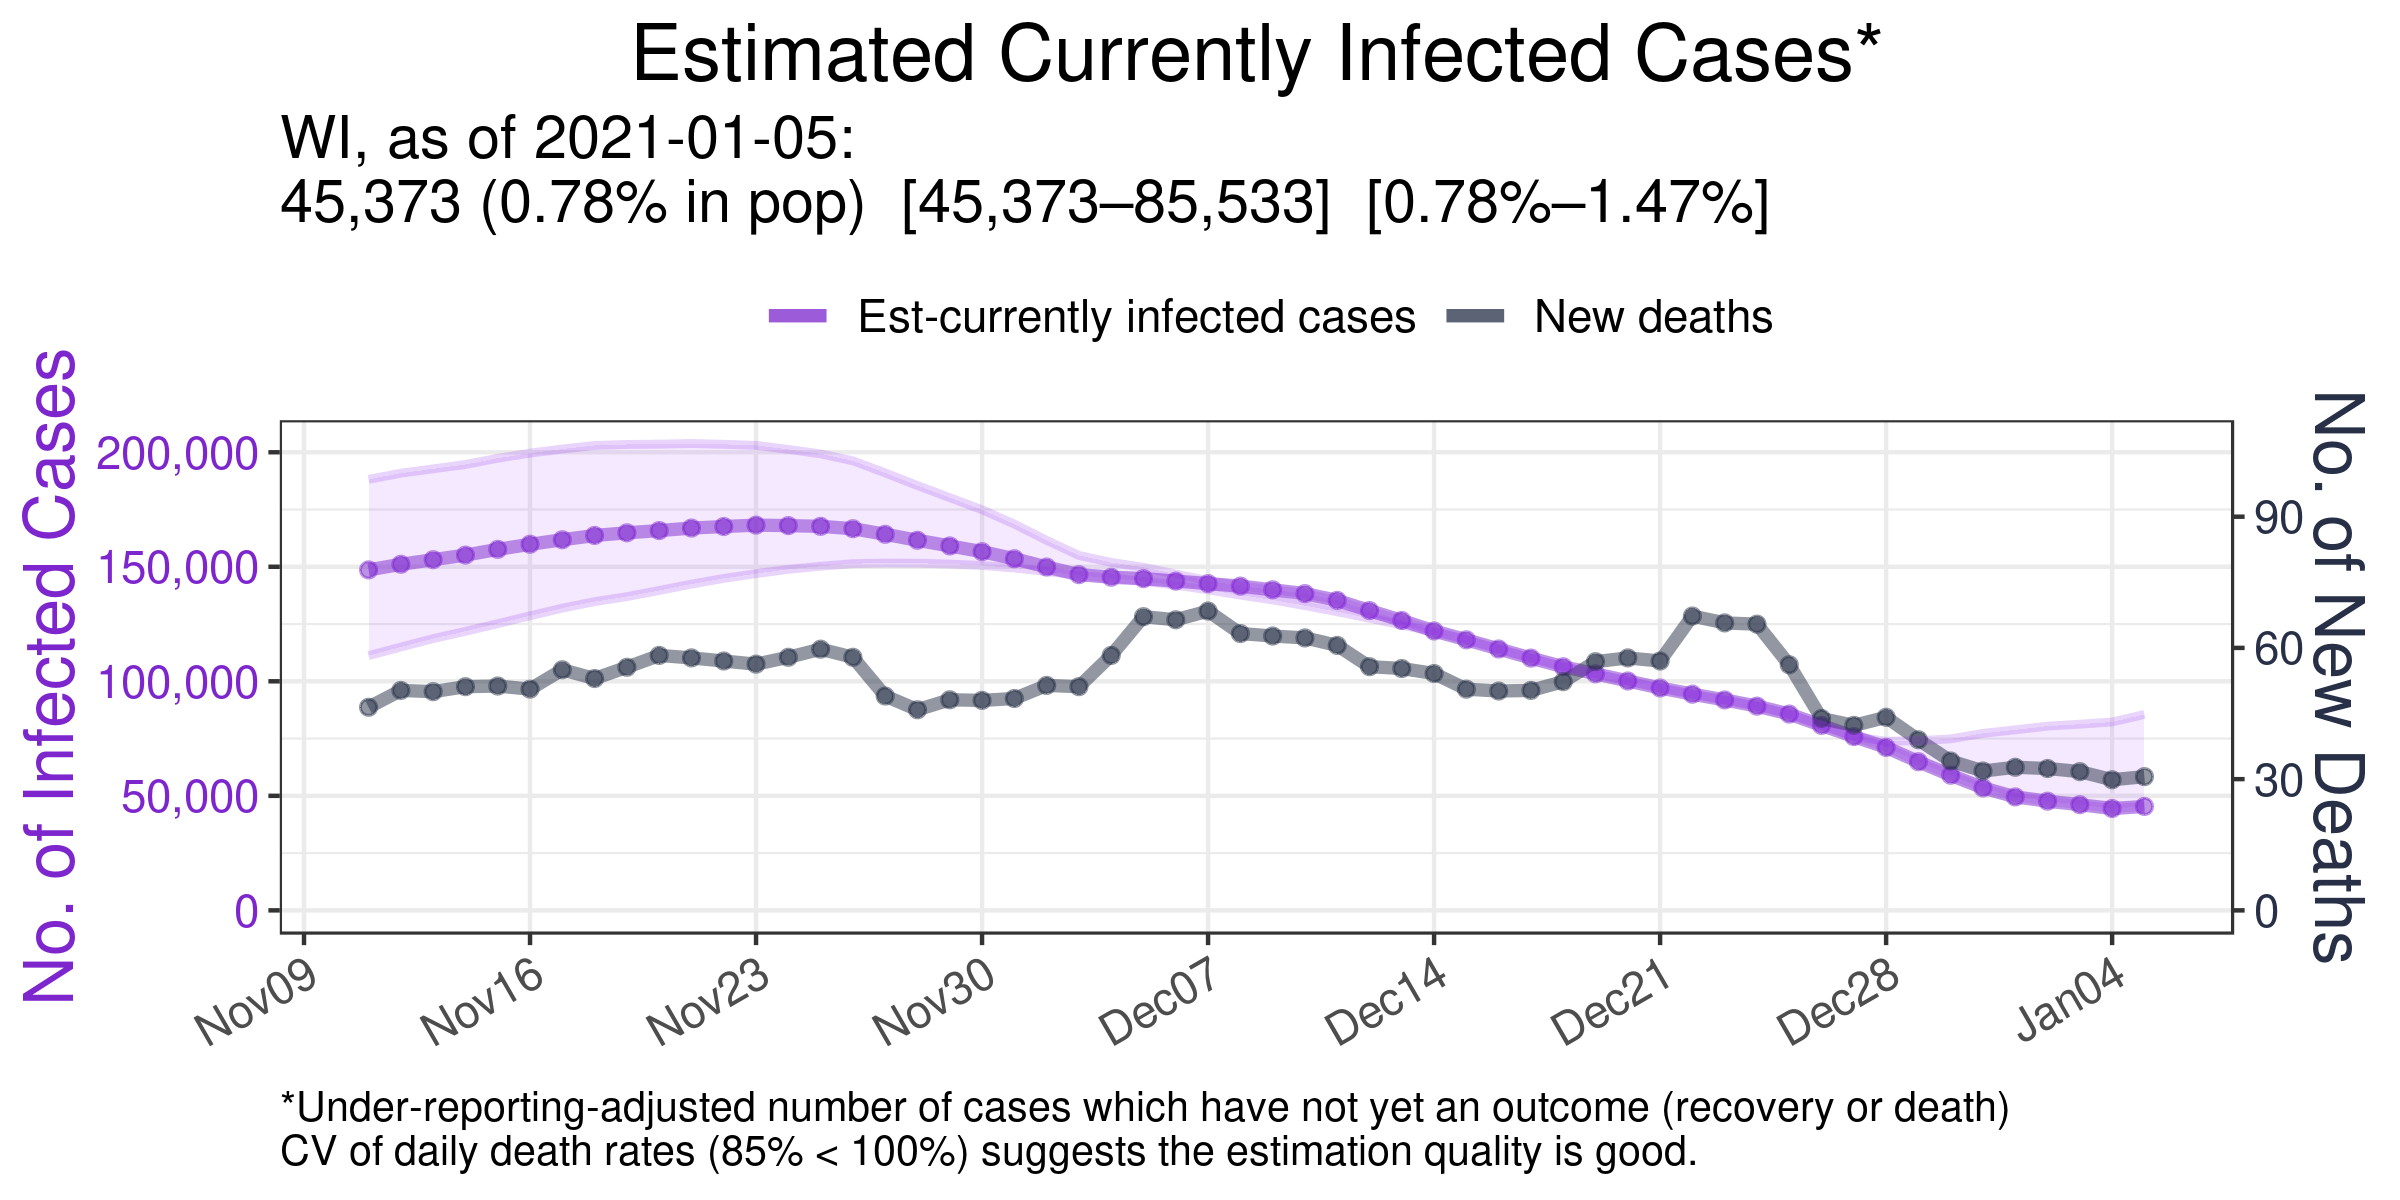 Estimated Currently Infected Cases*
WI, as of 2021-01-05:
45,373 (0.78% in pop)  [45,373–85,533]  [0.78%–1.47%]
Est-currently infected cases
New deaths
No. of Infected Cases
200,000
150,000
100,000
50,000
0
No. of New Deaths
90
60
30
0
Nov09
Nov16
Nov23
Nov30
Dec07
Dec14
Dec21
Dec28
Jan04
*Under-reporting-adjusted number of cases which have not yet an outcome (recovery or death)
CV of daily death rates (85% < 100%) suggests the estimation quality is good.